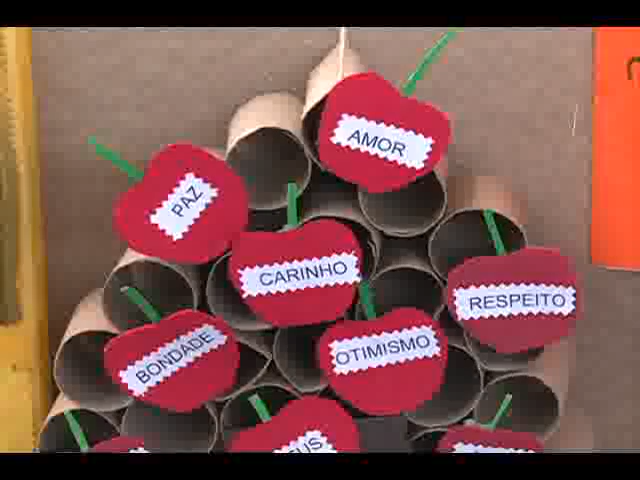 AMOR
PAZ
CARINHO
RESPEITO
BONDADE
OTIMISMO